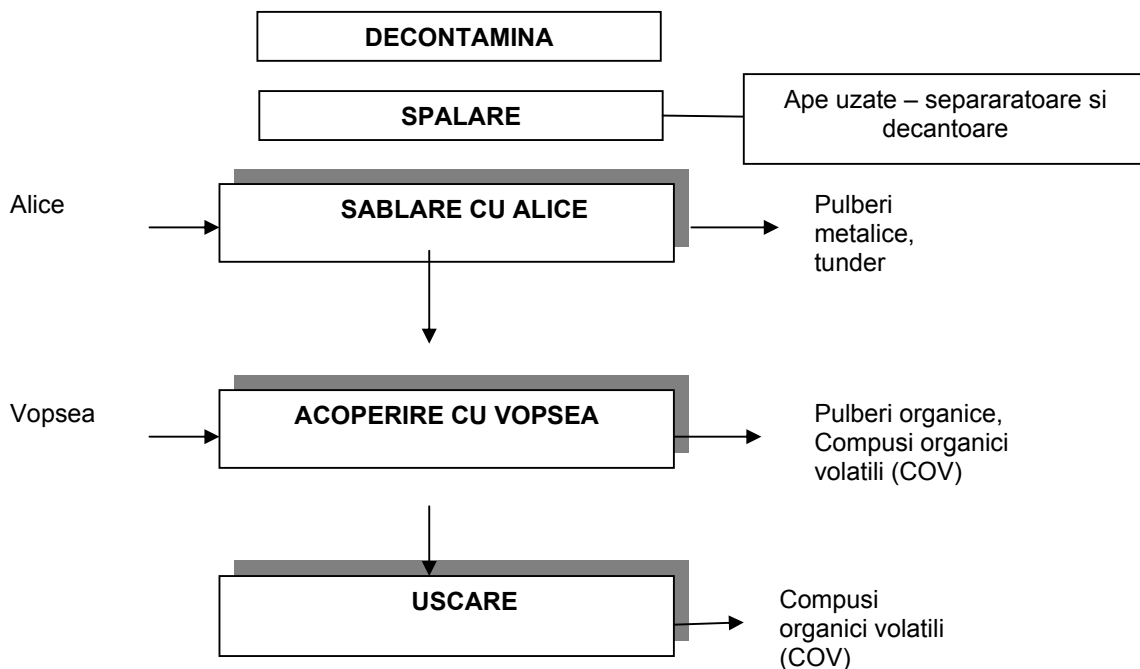 DECONTAMINA
SPALARE
Ape uzate – separaratoare si
decantoare
Alice
SABLARE CU ALICE
Pulberi
metalice,
tunder
Vopsea
ACOPERIRE CU VOPSEA
Pulberi organice,
Compusi organici
volatili (COV)
USCARE
Compusi
organici volatili
(COV)